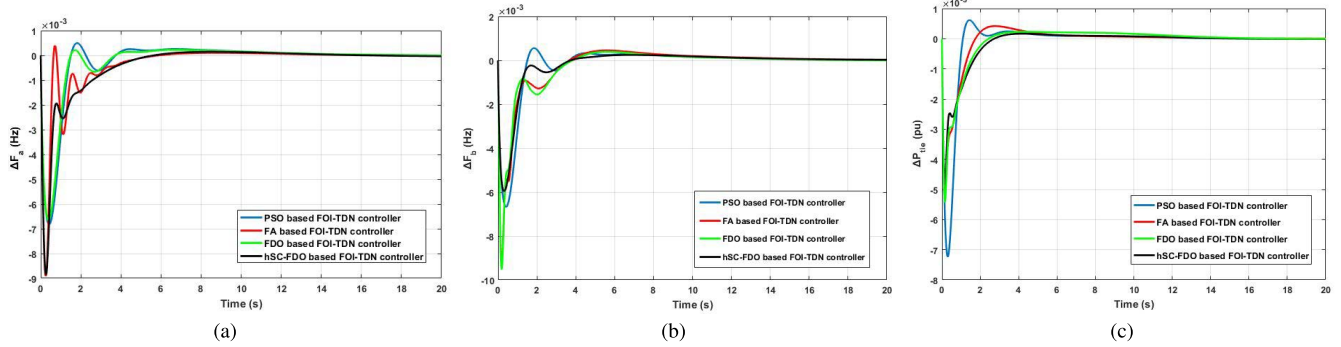 ×10⁻³
1
0
-1
-2
-3
-4
-5
-6
-7
-8
-9
ΔF_a (Hz)
PSO based FOI-TDN controller
FA based FOI-TDN controller
FDO based FOI-TDN controller
hSC-FDO based FOI-TDN controller
0 2 4 6 8 10 12 14 16 18 20
Time (s)
(a)
×10⁻³
2
0
-2
-4
-6
-8
-10
ΔF_b (Hz)
PSO based FOI-TDN controller
FA based FOI-TDN controller
FDO based FOI-TDN controller
hSC-FDO based FOI-TDN controller
0 2 4 6 8 10 12 14 16 18 20
Time (s)
(b)
×10⁻³
1
0
-1
-2
-3
-4
-5
-6
-7
-8
ΔP_tie (pu)
PSO based FOI-TDN controller
FA based FOI-TDN controller
FDO based FOI-TDN controller
hSC-FDO based FOI-TDN controller
0 2 4 6 8 10 12 14 16 18 20
Time (s)
(c)